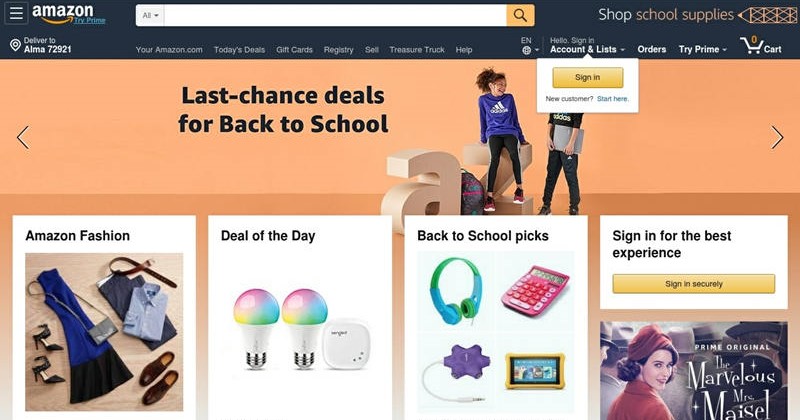 amazon
Try Prime
All
Shop school supplies
Deliver to
Alma 72921
Your Amazon.com Today's Deals Gift Cards Registry Sell Treasure Truck Help
EN
Hello. Sign in
Account & Lists
Orders
Try Prime
0
Cart
Sign in
New customer? Start here.
Last-chance deals
for Back to School
adidas
adidas
a
z
Amazon Fashion
Deal of the Day
sengled
Back to School picks
Sign in for the best
experience
Sign in securely
PRIME ORIGINAL
The
Marvelous
Mrs.
Maisel